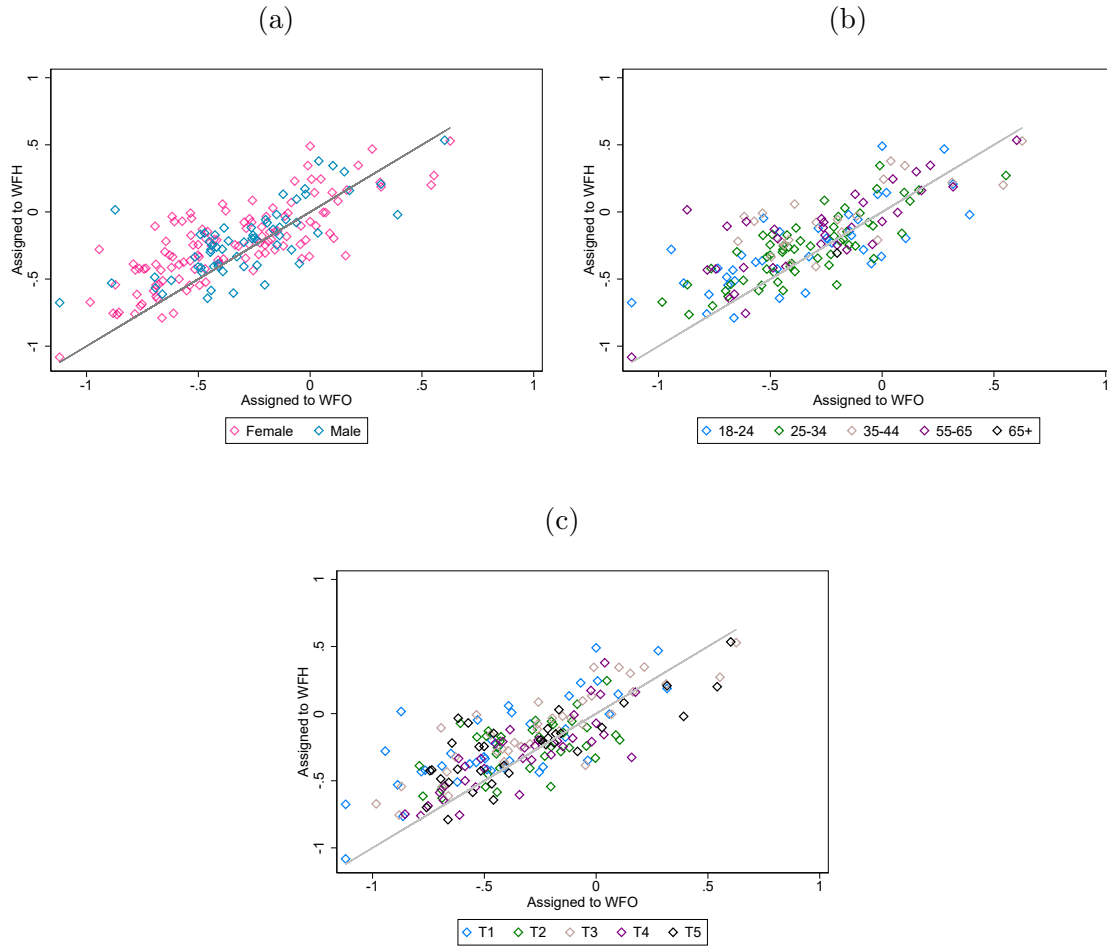 (a)
(b)
Assigned to WFH
1
.5
0
-.5
-1
-1
-.5
0
.5
1
Assigned to WFO
Female Male
Assigned to WFH
1
.5
0
-.5
-1
-1
-.5
0
.5
1
Assigned to WFO
18-24 25-34 35-44 55-65 65+
(c)
Assigned to WFH
1
.5
0
-.5
-1
-1
-.5
0
.5
1
Assigned to WFO
T1 T2 T3 T4 T5